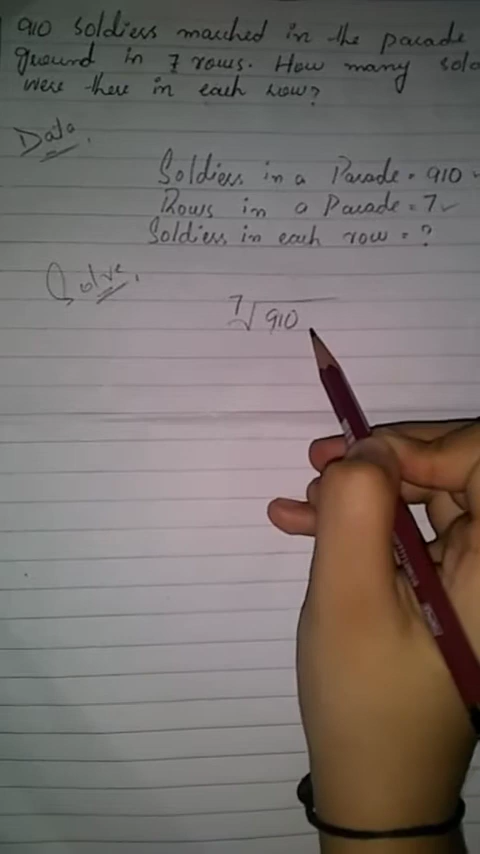 910 soldiers marched in the parade
ground in 7 rows. How many
were there in each row?
Data.
Soldiers in a Parade = 910
Rows in a Parade = 7
Soldiers in each row = ?
Solve.
7√910